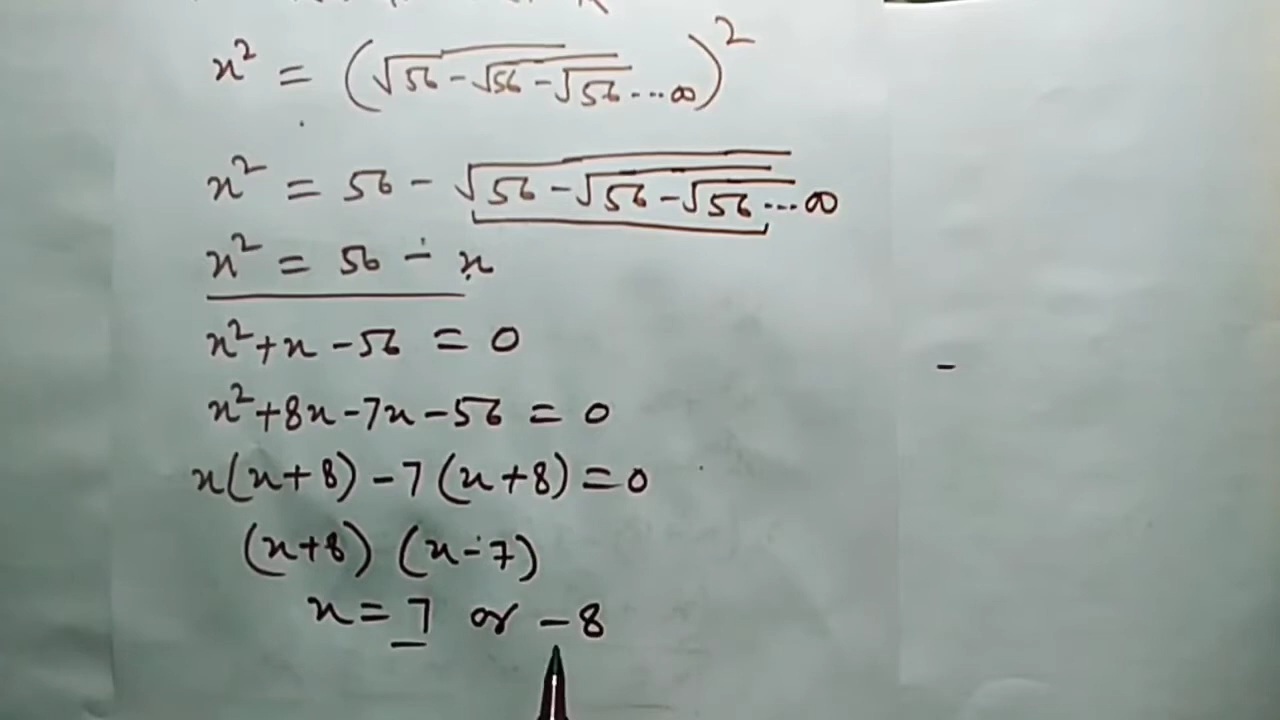 x² = (√56-√56-√56...∞)²
x² = 56 - √56-√56-√56...∞
x² = 56 - x
x²+x-56 = 0
x²+8x-7x-56 = 0
x(x+8) -7(x+8)=0
(x+8) (x-7)
x = 7 or -8